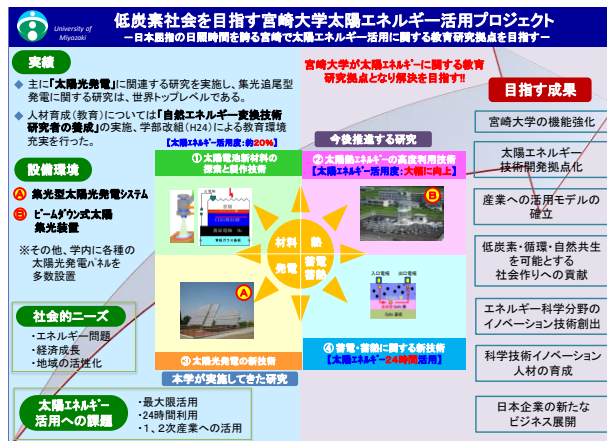 University of
Miyazaki
低炭素社会を目指す宮崎大学太陽エネルギー活用プロジェクト
－日本屈指の日照時間を誇る宮崎で太陽エネルギー活用に関する教育研究拠点を目指す－
実績
◆ 主に「太陽光発電」に関連する研究を実施し、集光追尾型
発電に関する研究は、世界トップレベルである。
◆ 人材育成(教育)については「自然エネルギー変換技術
研究者の養成」の実施、学部改組(H24)による教育環境
充実を行った。
宮崎大学が太陽ｴﾈﾙｷﾞｰに関する教育
研究拠点となり解決を目指す!!
今後推進する研究
【太陽エネルギー活用度：約20%】
① 太陽電池新材料の
探索と製作技術
② 太陽熱エネルギーの高度利用技術
【太陽エネルギー活用度：大幅に向上】
設備環境
A 集光型太陽光発電システム
B ビームダウン式太陽
集光装置
※その他、学内に各種の
太陽光発電ﾊﾟﾈﾙを
多数設置
B
材料
熱
発電
蓄電
蓄熱
A
入口電極
出口電極
社会的ニーズ
・エネルギー問題
・経済成長
・地域の活性化
③ 太陽光発電の新技術
④ 蓄電・蓄熱に関する新技術
【太陽エネルギー24時間活用】
本学が実施してきた研究
太陽ｴﾈﾙｷﾞｰ
活用への課題
・最大限活用
・24時間利用
・１、２次産業への活用
目指す成果
宮崎大学の機能強化
太陽エネルギー
技術開発拠点化
産業への活用モデルの
確立
低炭素・循環・自然共生
を可能とする
社会作りへの貢献
エネルギー科学分野の
イノベーション技術創出
科学技術イノベーション
人材の育成
日本企業の新たな
ビジネス展開